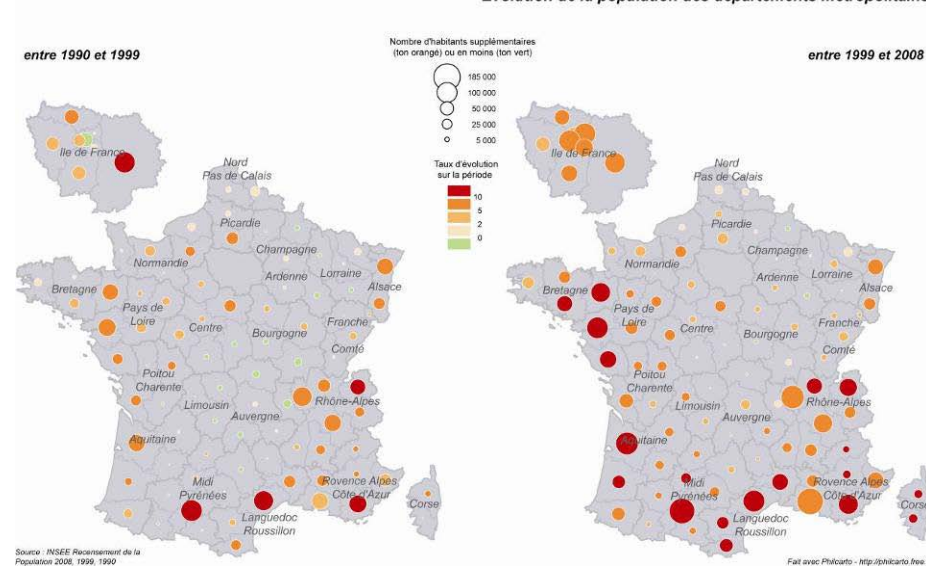 Evolution de la population des départements métropolitains
entre 1990 et 1999
Nombre d'habitants supplémentaires
(ton orangé) ou en moins (ton vert)
185 000
100 000
50 000
25 000
5 000
Taux d'évolution
sur la période
10
5
2
0
entre 1999 et 2008
Ile de France
Nord
Pas de Calais
Picardie
Normandie
Champagne
Ardenne
Lorraine
Alsace
Bretagne
Pays de
Loire
Centre
Bourgogne
Franche
Comté
Poitou
Charente
Limousin
Auvergne
Rhône-Alpes
Aquitaine
Midi
Pyrénées
Languedoc
Roussillon
Rovence Alpes
Côte d'Azur
Corse
Ile de France
Nord
Pas de Calais
Picardie
Normandie
Champagne
Ardenne
Lorraine
Alsace
Bretagne
Pays de
Loire
Centre
Bourgogne
Franche
Comté
Poitou
Charente
Limousin
Auvergne
Rhône-Alpes
Aquitaine
Midi
Pyrénées
Languedoc
Roussillon
Rovence Alpes
Côte d'Azur
Corse
Source : INSEE Recensement de la
Population 2008, 1999, 1990
Fait avec Philcarto - http://philcarto.free